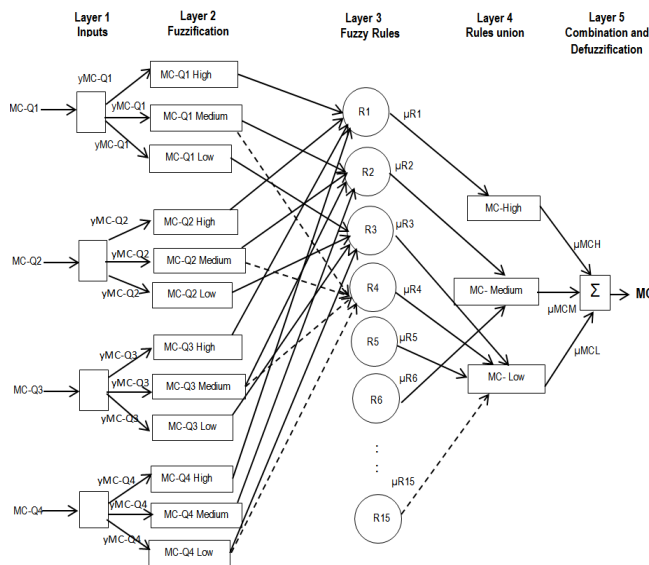 Layer 1
Inputs
Layer 2
Fuzzification
Layer 3
Fuzzy Rules
Layer 4
Rules union
Layer 5
Combination and
Defuzzification
MC-Q1
yMC-Q1
yMC-Q1
yMC-Q1
MC-Q1 High
MC-Q1 Medium
MC-Q1 Low
MC-Q2
yMC-Q2
yMC-Q2
yMC-Q2
MC-Q2 High
MC-Q2 Medium
MC-Q2 Low
MC-Q3
yMC-Q3
yMC-Q3
yMC-Q3
MC-Q3 High
MC-Q3 Medium
MC-Q3 Low
MC-Q4
yMC-Q4
yMC-Q4
yMC-Q4
MC-Q4 High
MC-Q4 Medium
MC-Q4 Low
R1
R2
R3
R4
R5
R6
:
:
R15
μR1
μR2
μR3
μR4
μR5
μR6
μR15
MC-High
MC- Medium
MC- Low
μMCH
μMCM
μMCL
Σ
MC